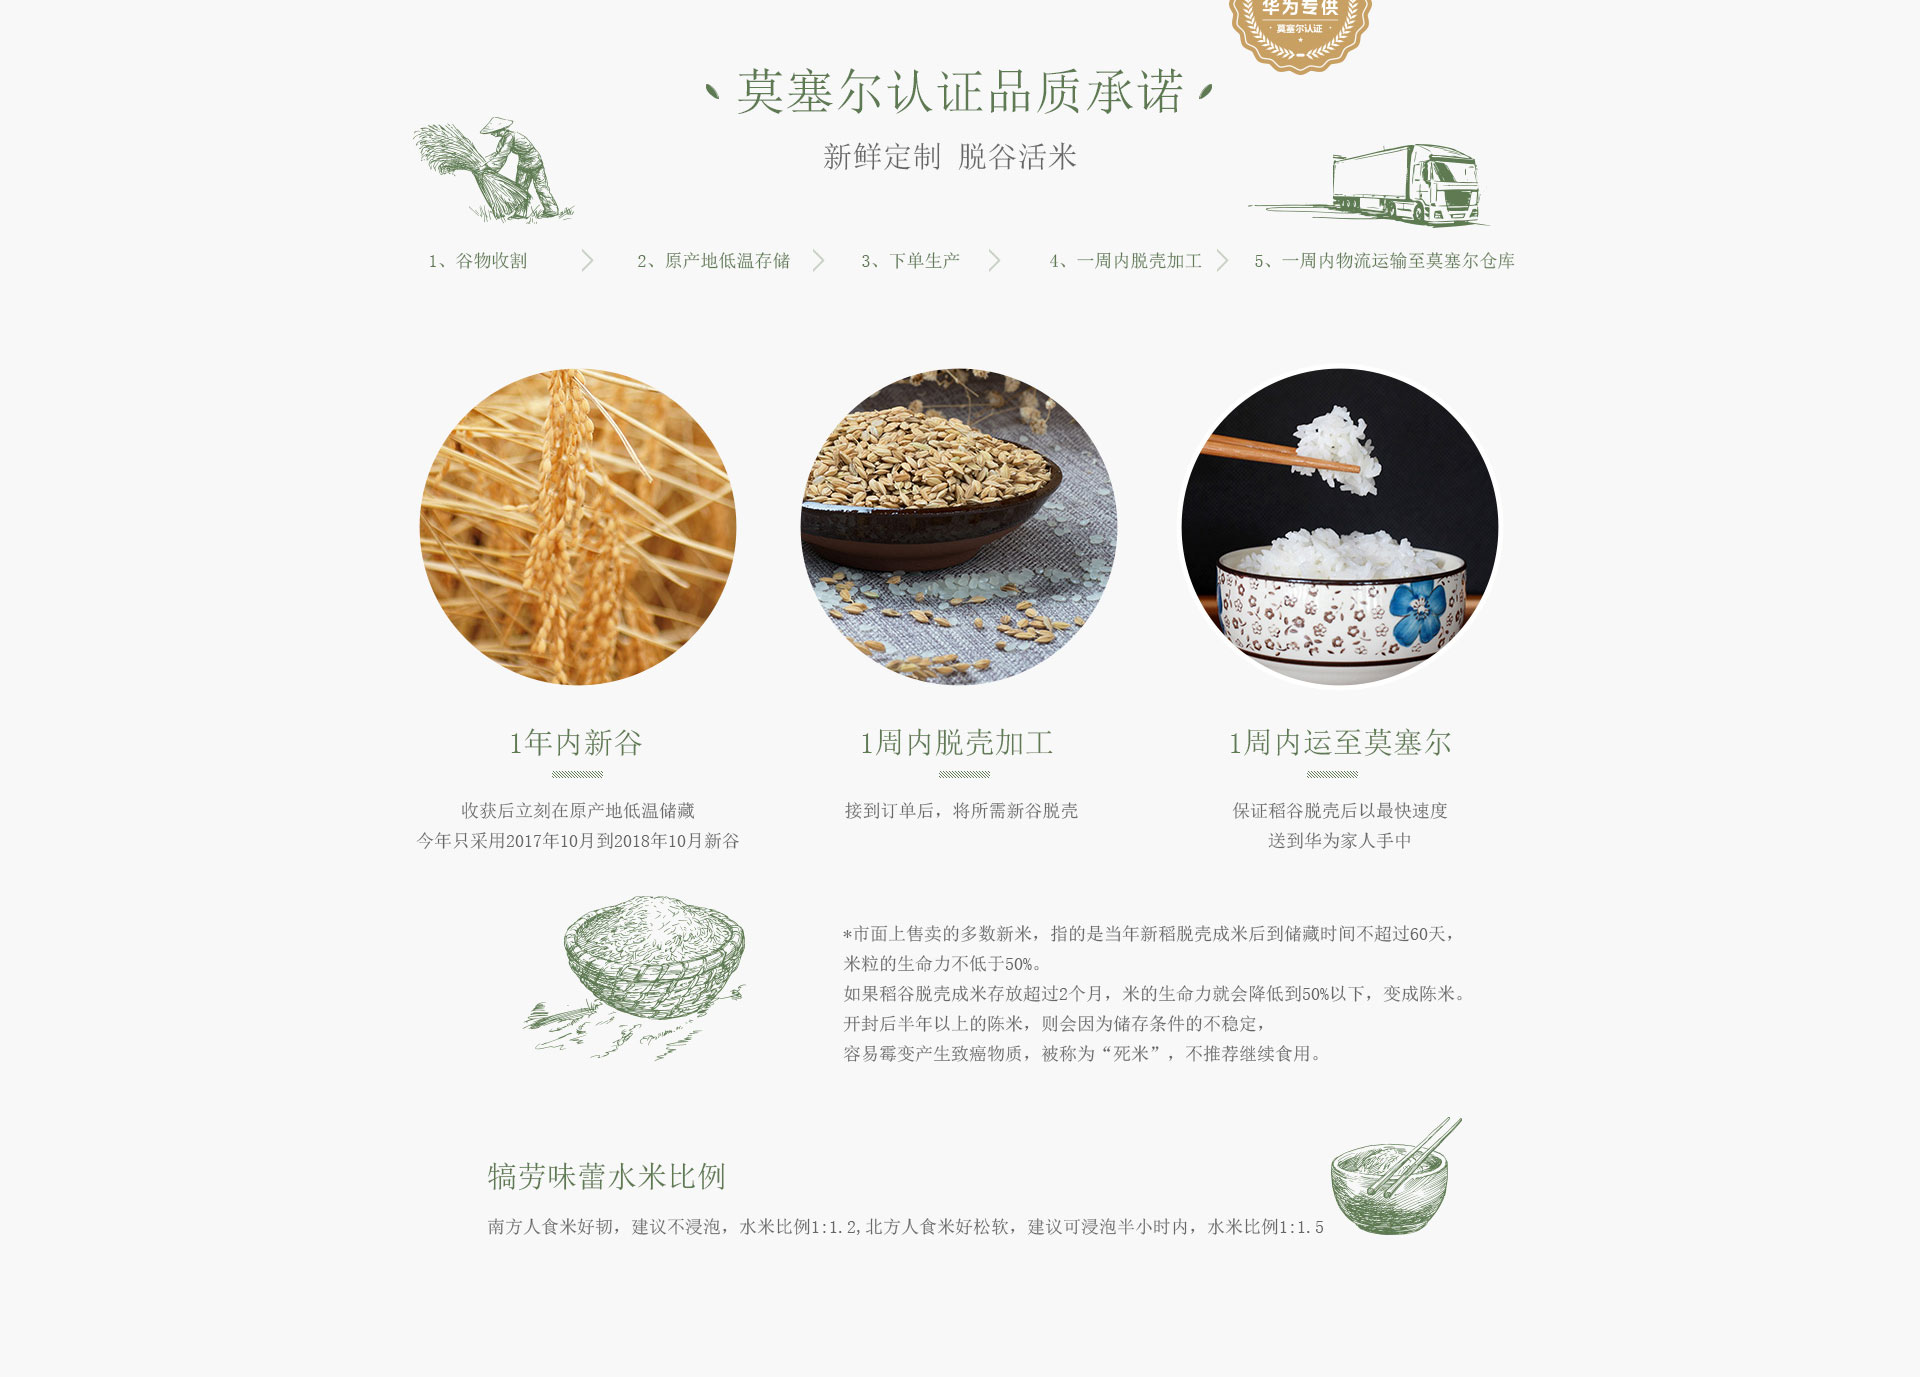 华为专供
莫塞尔认证
莫塞尔认证品质承诺
新鲜定制 脱谷活米
1、谷物收割
2、原产地低温存储
3、下单生产
4、一周内脱壳加工
5、一周内物流运输至莫塞尔仓库
1年内新谷
收获后立刻在原产地低温储藏
今年只采用2017年10月到2018年10月新谷
1周内脱壳加工
接到订单后，将所需新谷脱壳
1周内运至莫塞尔
保证稻谷脱壳后以最快速度
送到华为家人手中
*市面上售卖的多数新米，指的是当年新稻脱壳成米后到储藏时间不超过60天，
米粒的生命力不低于50%。
如果稻谷脱壳成米存放超过2个月，米的生命力就会降低到50%以下，变成陈米。
开封后半年以上的陈米，则会因为储存条件的不稳定，
容易霉变产生致癌物质，被称为“死米”，不推荐继续食用。
犒劳味蕾水米比例
南方人食米好韧，建议不浸泡，水米比例1:1.2,北方人食米好松软，建议可浸泡半小时内，水米比例1:1.5